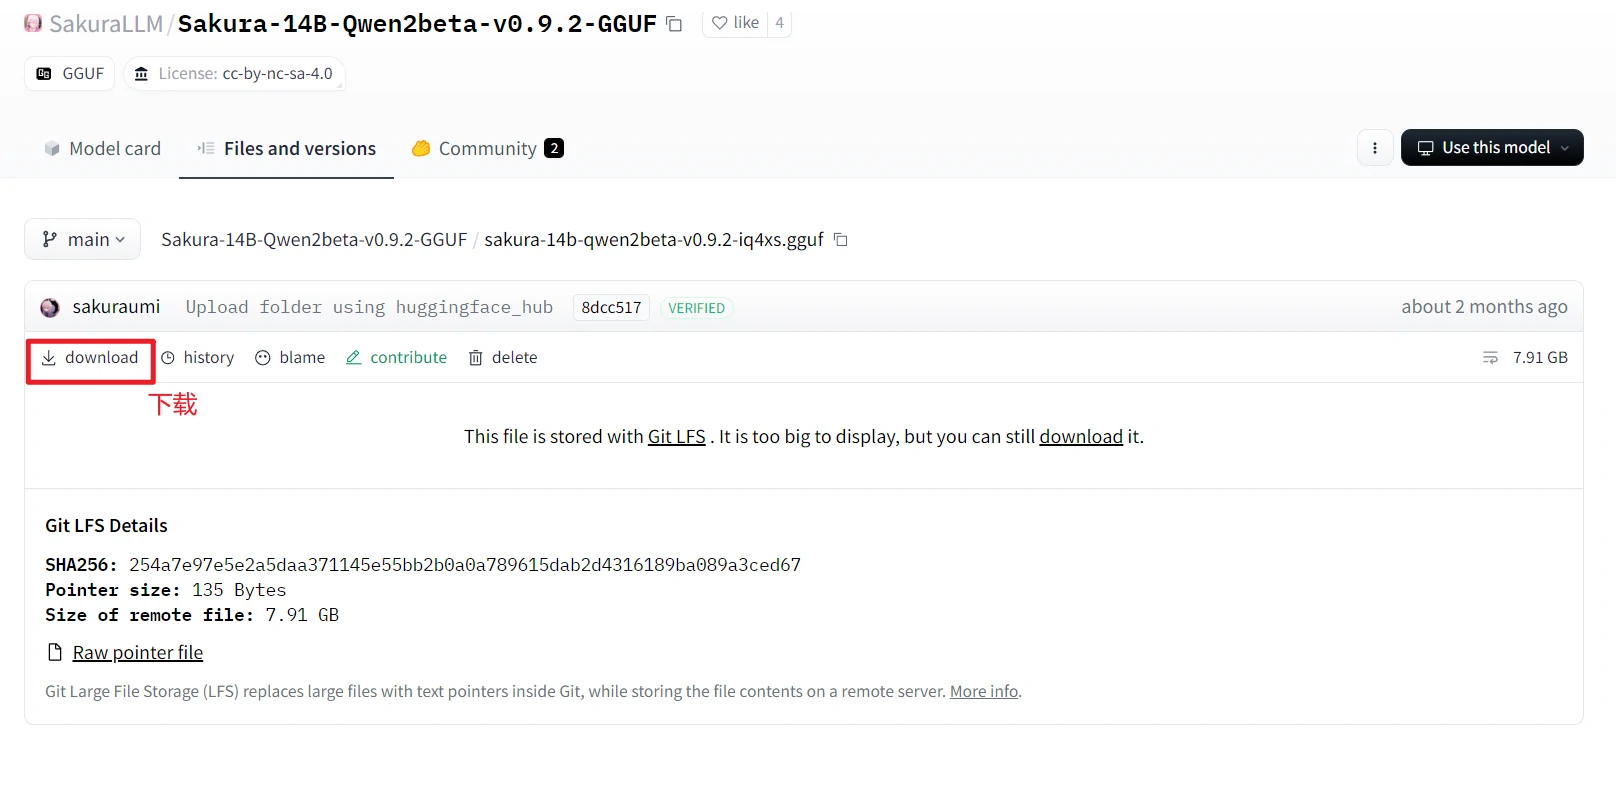 SakuraLLM/Sakura-14B-Qwen2beta-v0.9.2-GGUF like 4
GGUF License: cc-by-nc-sa-4.0
Model card Files and versions Community 2 Use this model
main Sakura-14B-Qwen2beta-v0.9.2-GGUF / sakura-14b-qwen2beta-v0.9.2-iq4xs.gguf
sakuraumi Upload folder using huggingface_hub 8dcc517 VERIFIED about 2 months ago
download history blame contribute delete 7.91 GB
下载
This file is stored with Git LFS . It is too big to display, but you can still download it.
Git LFS Details
SHA256: 254a7e97e5e2a5daa371145e55bb2b0a0a789615dab2d4316189ba089a3ced67
Pointer size: 135 Bytes
Size of remote file: 7.91 GB
Raw pointer file
Git Large File Storage (LFS) replaces large files with text pointers inside Git, while storing the file contents on a remote server. More info.